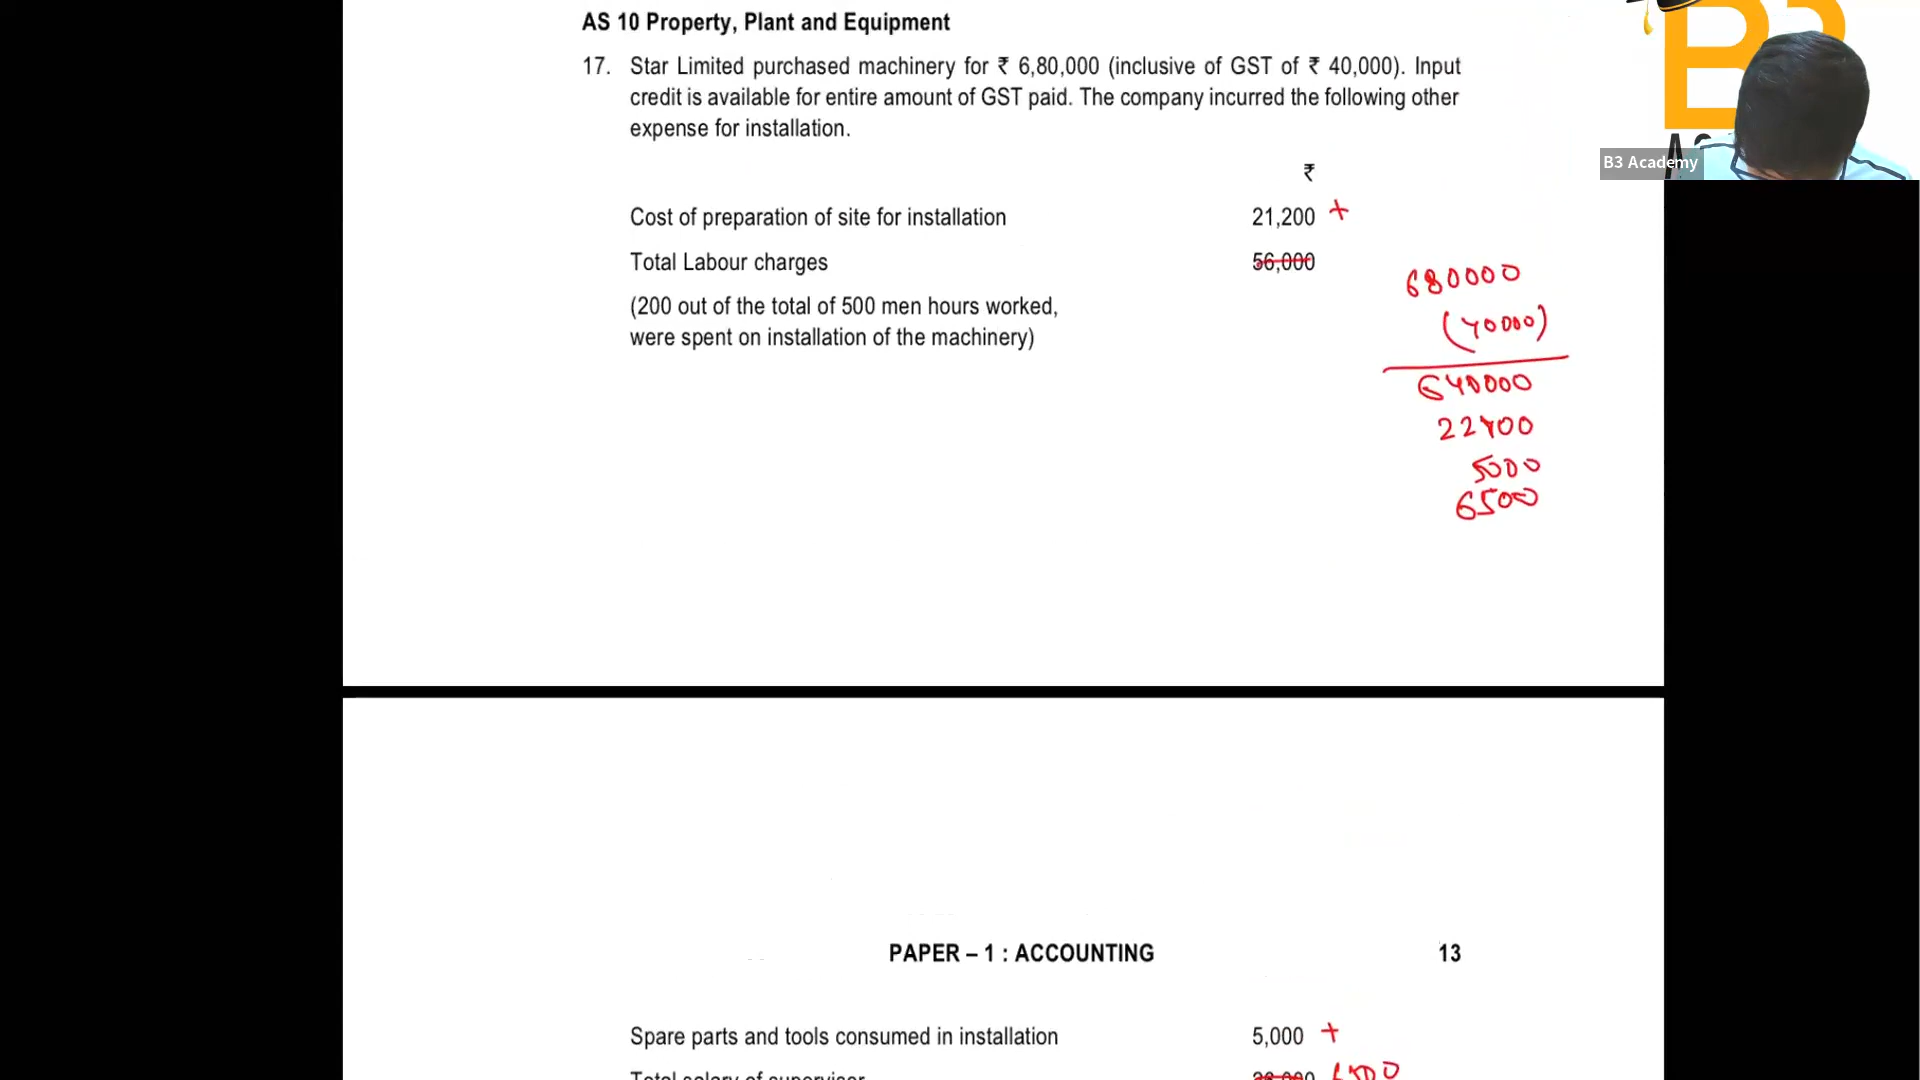 AS 10 Property, Plant and Equipment
17. Star Limited purchased machinery for ₹ 6,80,000 (inclusive of GST of ₹ 40,000). Input
credit is available for entire amount of GST paid. The company incurred the following other
expense for installation.
₹
Cost of preparation of site for installation 21,200 +
Total Labour charges 56,000
(200 out of the total of 500 men hours worked,
were spent on installation of the machinery)
680000
(40000)
640000
22400
5000
6500
B3 Academy
PAPER – 1 : ACCOUNTING 13
Spare parts and tools consumed in installation 5,000 +
Total salary of supervisor